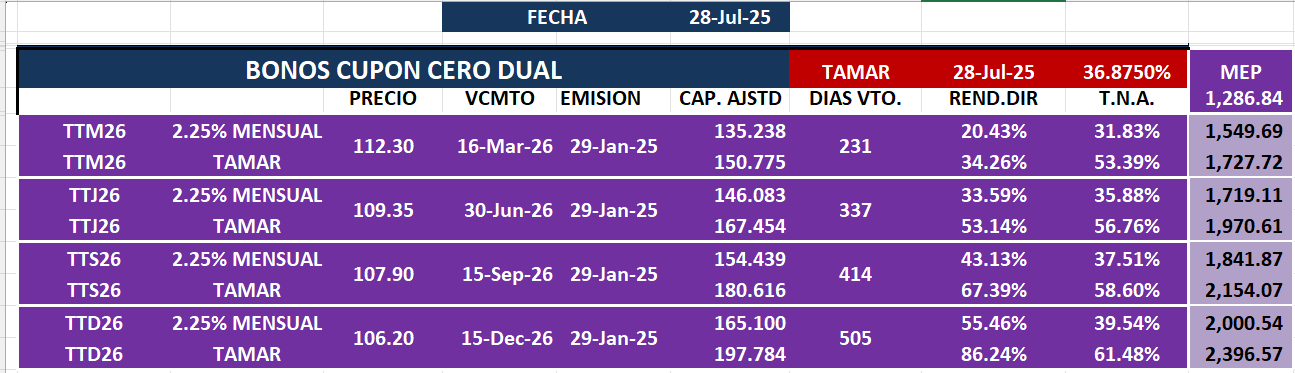 FECHA 28-Jul-25
BONOS CUPON CERO DUAL TAMAR 28-Jul-25 36.8750% MEP
PRECIO VCMTO EMISION CAP. AJSTD DIAS VTO. REND.DIR T.N.A. 1,286.84
TTM26 2.25% MENSUAL 135.238 20.43% 31.83% 1,549.69
112.30 16-Mar-26 29-Jan-25 231
TTM26 TAMAR 150.775 34.26% 53.39% 1,727.72
TTJ26 2.25% MENSUAL 146.083 33.59% 35.88% 1,719.11
109.35 30-Jun-26 29-Jan-25 337
TTJ26 TAMAR 167.454 53.14% 56.76% 1,970.61
TTS26 2.25% MENSUAL 154.439 43.13% 37.51% 1,841.87
107.90 15-Sep-26 29-Jan-25 414
TTS26 TAMAR 180.616 67.39% 58.60% 2,154.07
TTD26 2.25% MENSUAL 165.100 55.46% 39.54% 2,000.54
106.20 15-Dec-26 29-Jan-25 505
TTD26 TAMAR 197.784 86.24% 61.48% 2,396.57